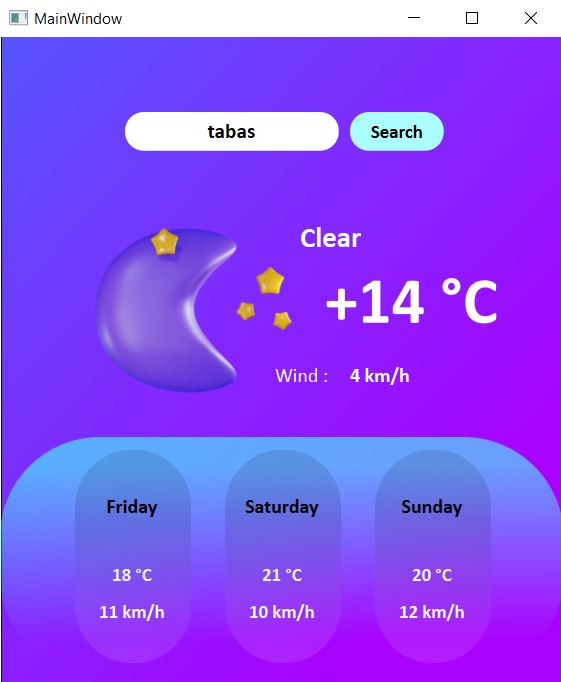 MainWindow
tabas
Search
Clear
+14 °C
Wind : 4 km/h
Friday Saturday Sunday
18 °C 21 °C 20 °C
11 km/h 10 km/h 12 km/h